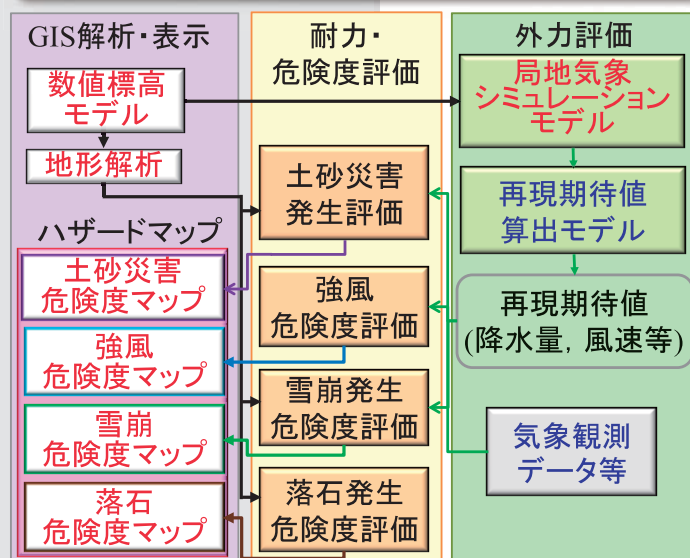 GIS解析・表示
数値標高
モデル
地形解析
ハザードマップ
土砂災害
危険度マップ
強風
危険度マップ
雪崩
危険度マップ
落石
危険度マップ
耐力・
危険度評価
土砂災害
発生評価
強風
危険度評価
雪崩発生
危険度評価
落石発生
危険度評価
外力評価
局地気象
シミュレーション
モデル
再現期待値
算出モデル
再現期待値
(降水量, 風速等)
気象観測
データ等